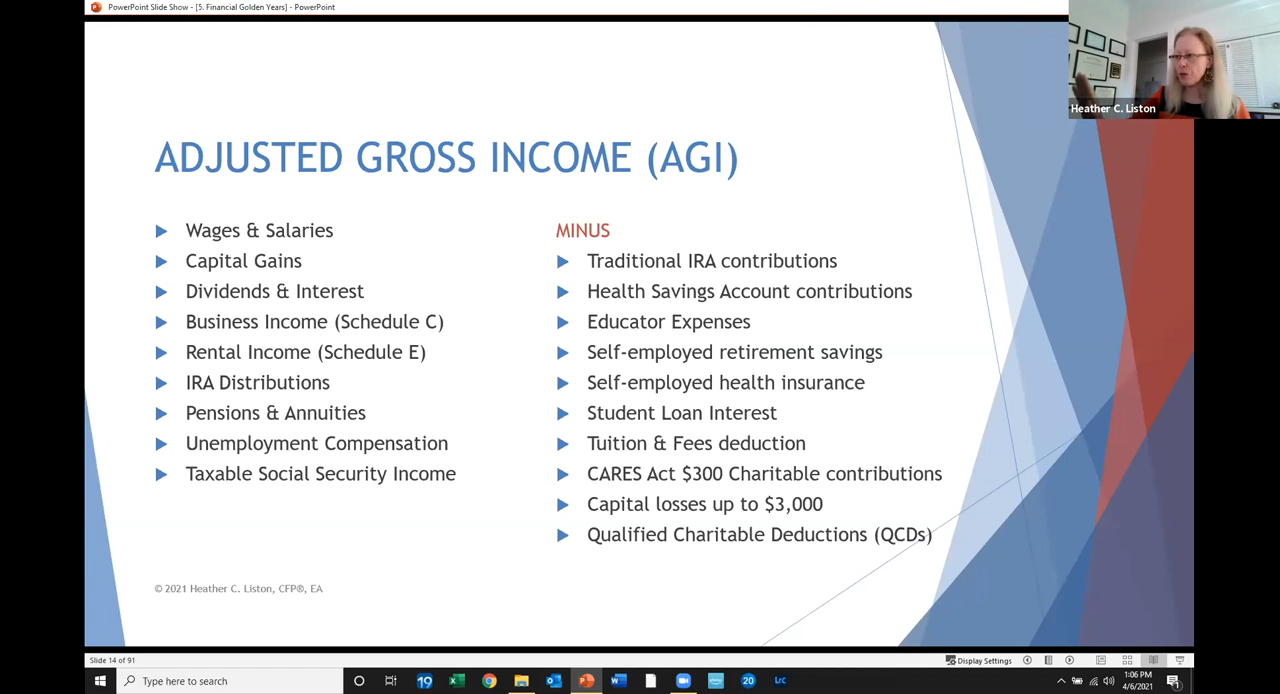 PowerPoint Slide Show - [5. Financial Golden Years] - PowerPoint
Heather C. Liston
ADJUSTED GROSS INCOME (AGI)
Wages & Salaries
Capital Gains
Dividends & Interest
Business Income (Schedule C)
Rental Income (Schedule E)
IRA Distributions
Pensions & Annuities
Unemployment Compensation
Taxable Social Security Income
MINUS
Traditional IRA contributions
Health Savings Account contributions
Educator Expenses
Self-employed retirement savings
Self-employed health insurance
Student Loan Interest
Tuition & Fees deduction
CARES Act $300 Charitable contributions
Capital losses up to $3,000
Qualified Charitable Deductions (QCDs)
© 2021 Heather C. Liston, CFP®, EA
Slide 14 of 91
Display Settings
Type here to search
19
20
Lrc
1:06 PM
4/6/2021